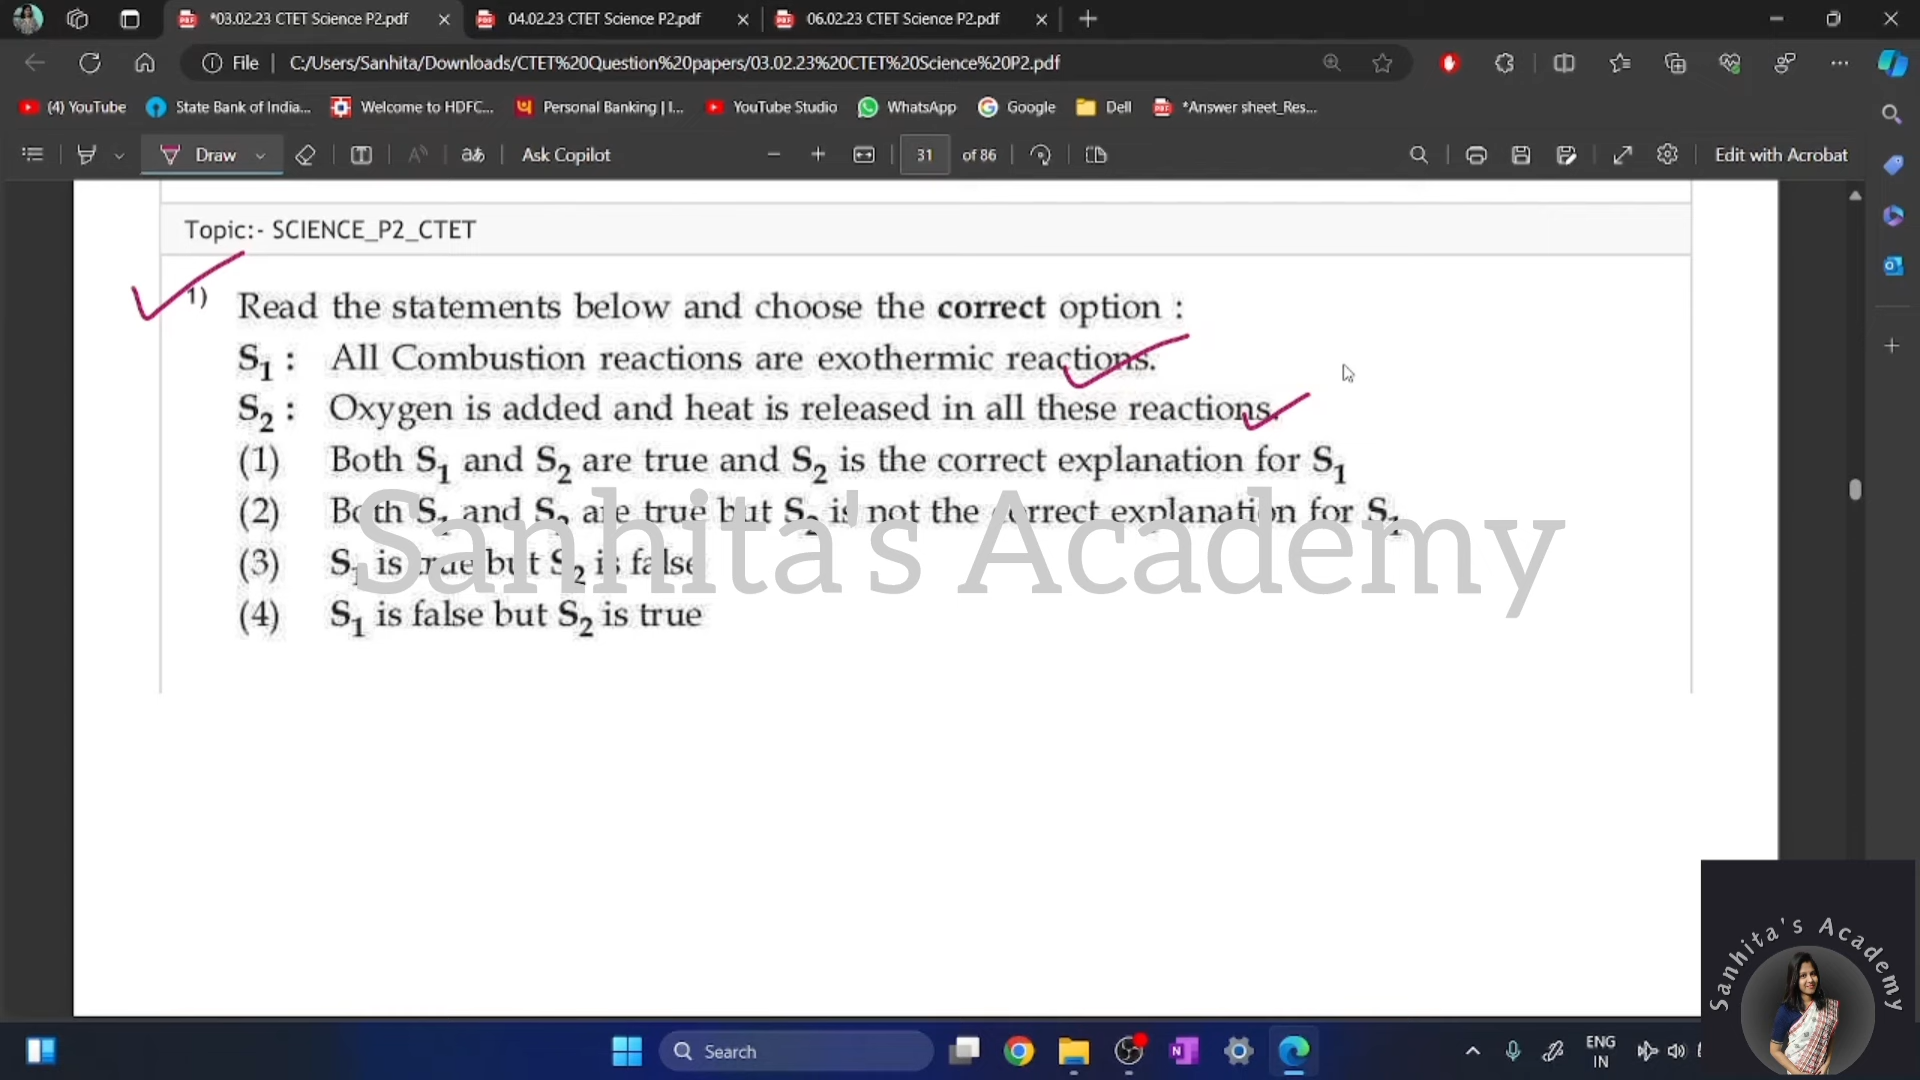 *03.02.23 CTET Science P2.pdf
04.02.23 CTET Science P2.pdf
06.02.23 CTET Science P2.pdf
File
C:/Users/Sanhita/Downloads/CTET%20Question%20papers/03.02.23%20CTET%20Science%20P2.pdf
(4) YouTube
State Bank of India...
Welcome to HDFC...
Personal Banking | I...
YouTube Studio
WhatsApp
Google
Dell
*Answer sheet_Res...
Draw
Ask Copilot
31 of 86
Edit with Acrobat
Topic:- SCIENCE_P2_CTET
1) Read the statements below and choose the correct option :
S1 : All Combustion reactions are exothermic reactions.
S2 : Oxygen is added and heat is released in all these reactions.
(1) Both S1 and S2 are true and S2 is the correct explanation for S1
(2) Both S1 and S2 are true but S2 is not the correct explanation for S1
(3) S1 is true but S2 is false
(4) S1 is false but S2 is true
Sanhita's Academy
Sanhita's Academy
Search
ENG
IN